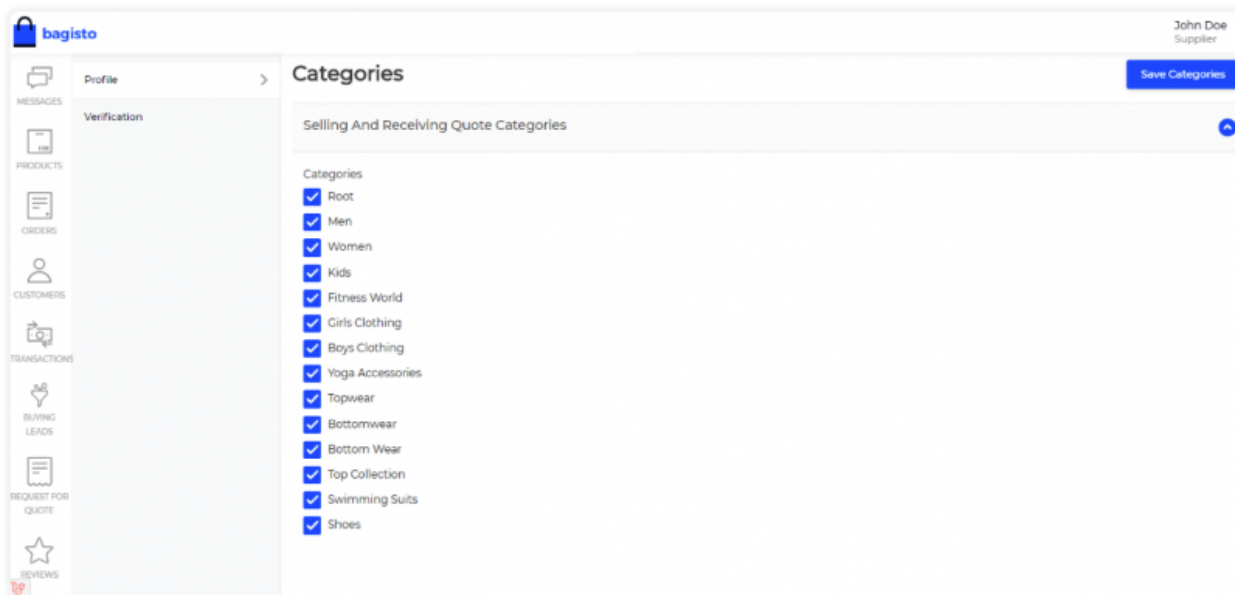 bagisto
John Doe
Supplier
MESSAGES
PRODUCTS
ORDERS
CUSTOMERS
TRANSACTIONS
BUYING
LEADS
REQUEST FOR
QUOTE
REVIEWS
Profile
Verification
Categories
Save Categories
Selling And Receiving Quote Categories
Categories
Root
Men
Women
Kids
Fitness World
Girls Clothing
Boys Clothing
Yoga Accessories
Topwear
Bottomwear
Bottom Wear
Top Collection
Swimming Suits
Shoes